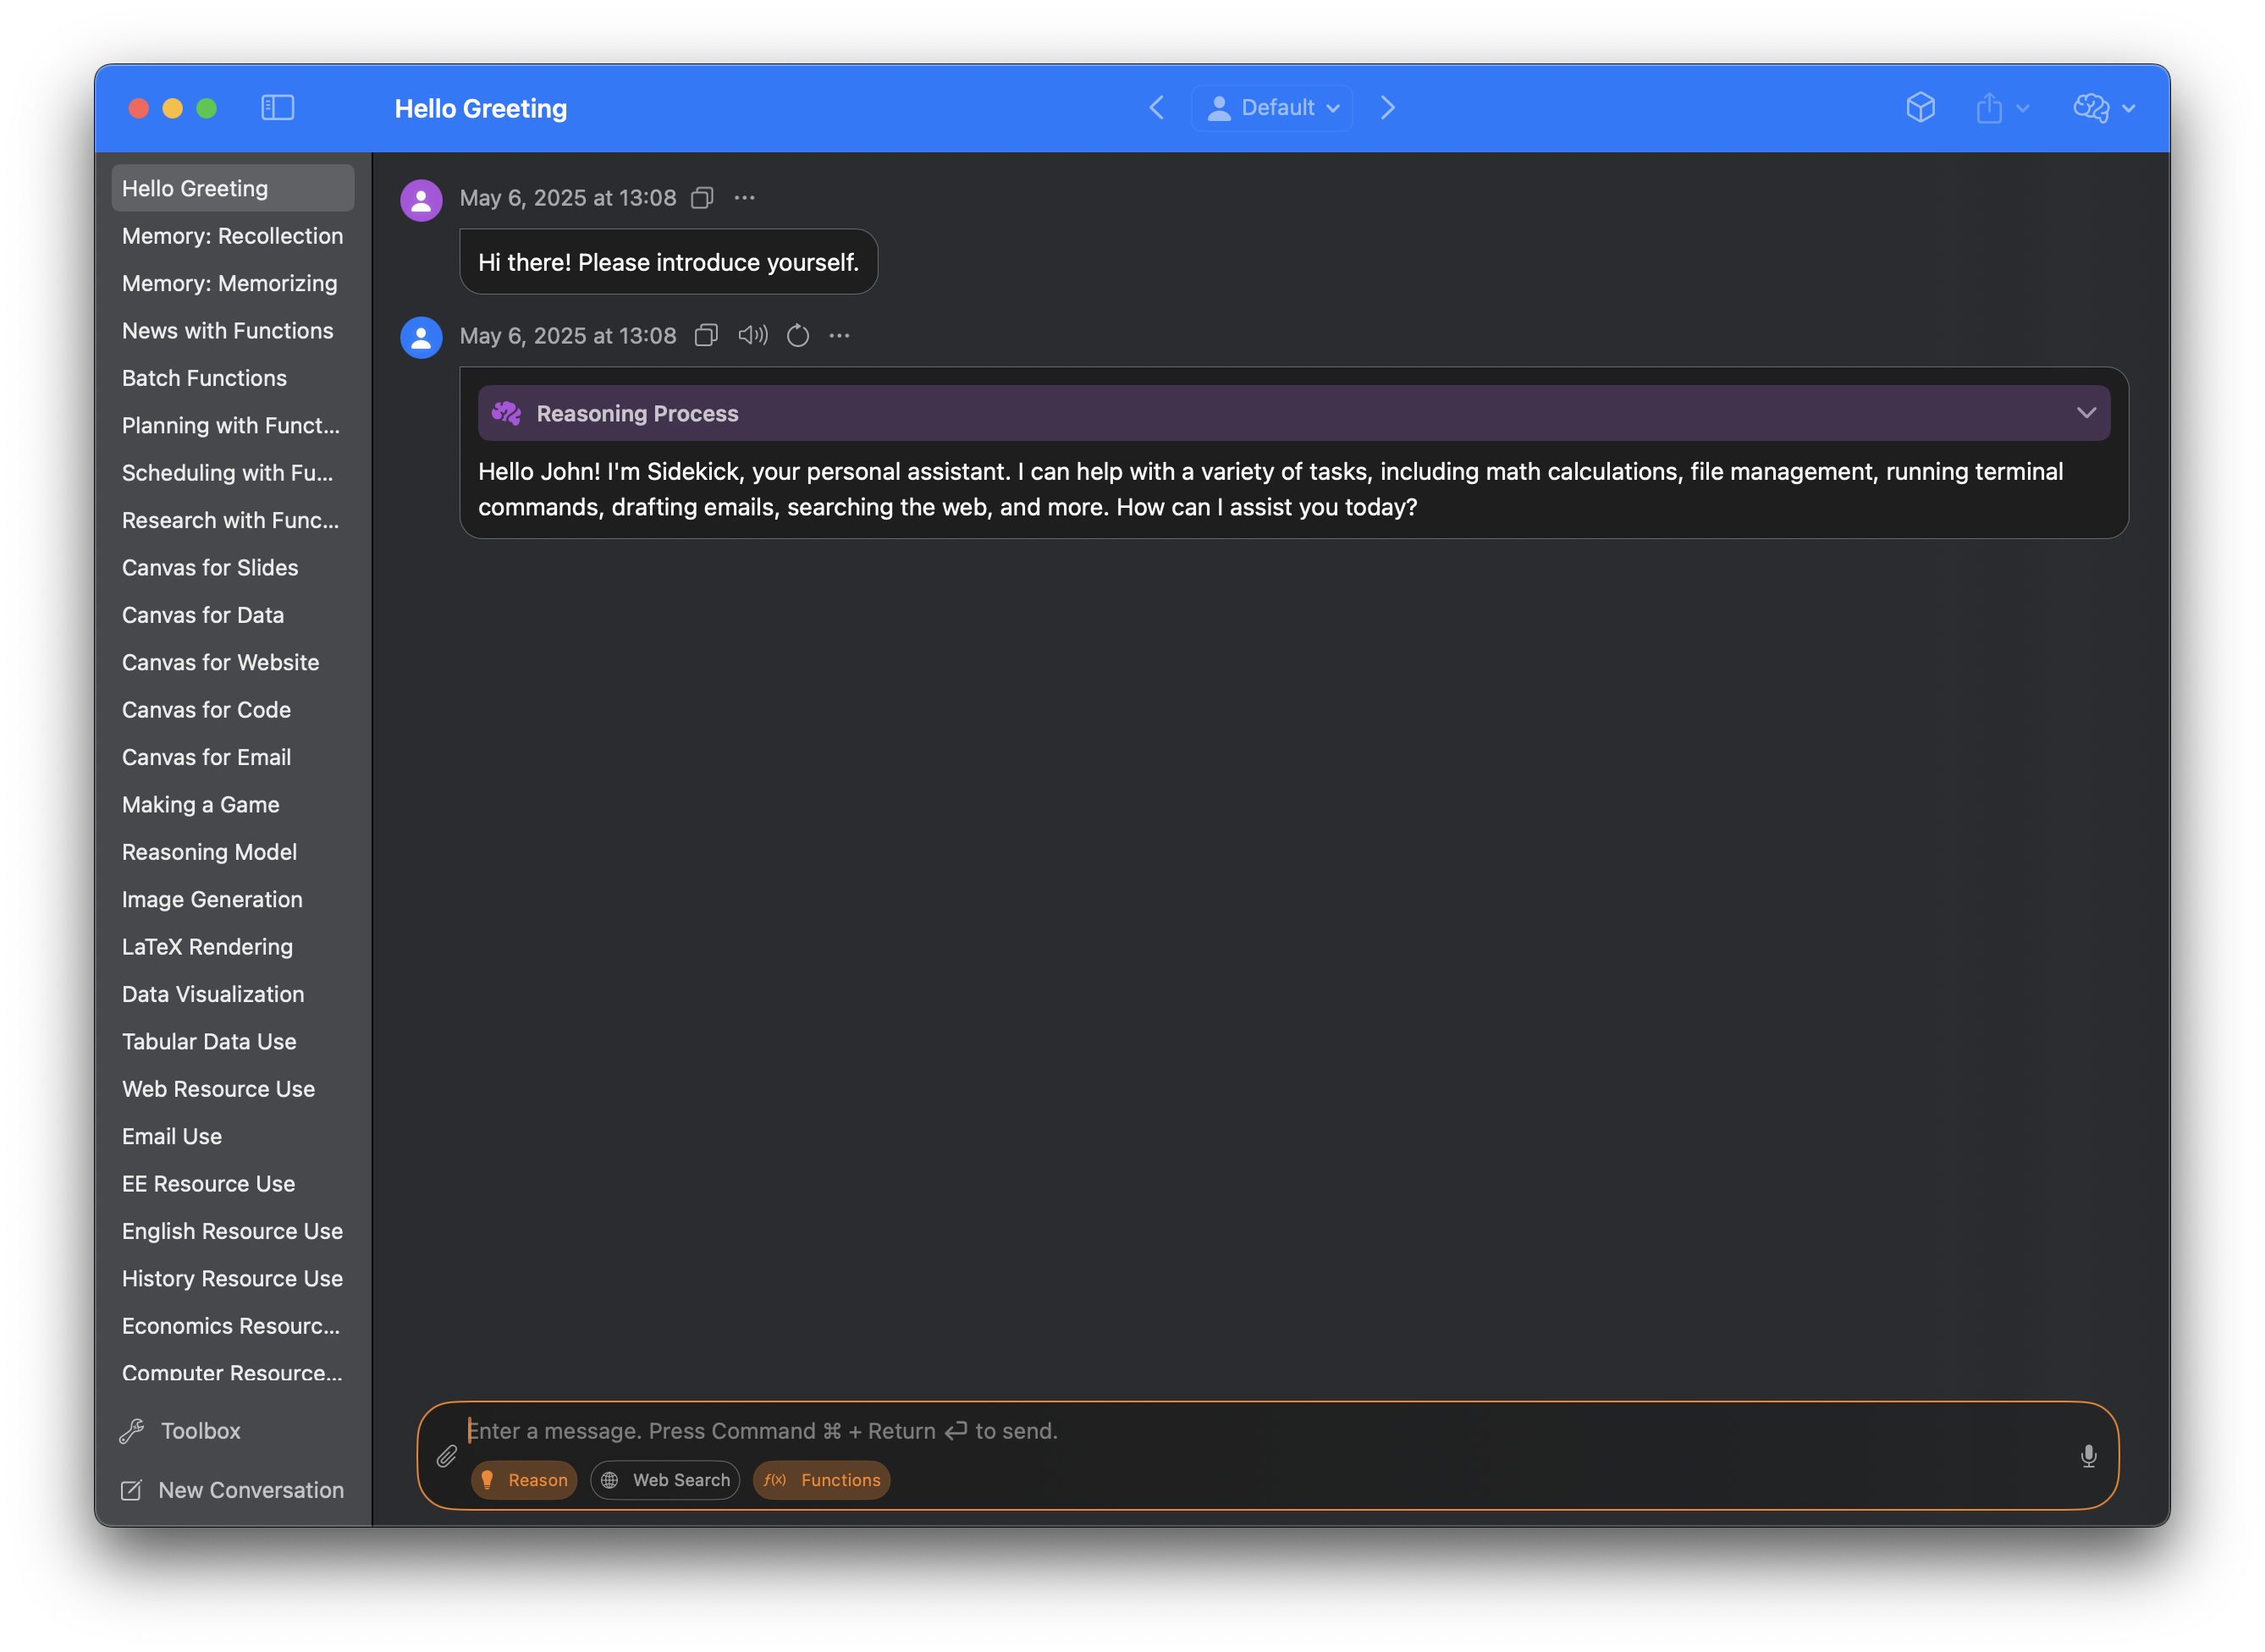 Hello Greeting
Default
Hello Greeting
Memory: Recollection
Memory: Memorizing
News with Functions
Batch Functions
Planning with Funct...
Scheduling with Fu...
Research with Func...
Canvas for Slides
Canvas for Data
Canvas for Website
Canvas for Code
Canvas for Email
Making a Game
Reasoning Model
Image Generation
LaTeX Rendering
Data Visualization
Tabular Data Use
Web Resource Use
Email Use
EE Resource Use
English Resource Use
History Resource Use
Economics Resourc...
Computer Resource...
Toolbox
New Conversation
May 6, 2025 at 13:08
Hi there! Please introduce yourself.
May 6, 2025 at 13:08
Reasoning Process
Hello John! I'm Sidekick, your personal assistant. I can help with a variety of tasks, including math calculations, file management, running terminal
commands, drafting emails, searching the web, and more. How can I assist you today?
Enter a message. Press Command ⌘ + Return ⏎ to send.
Reason
Web Search
f(x) Functions